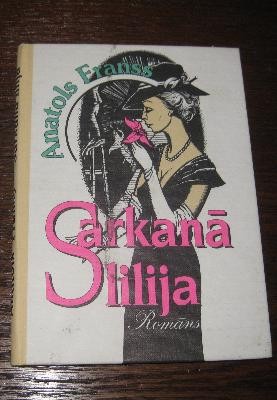 Anatols Franss
Sarkanā
lilija
Romāns